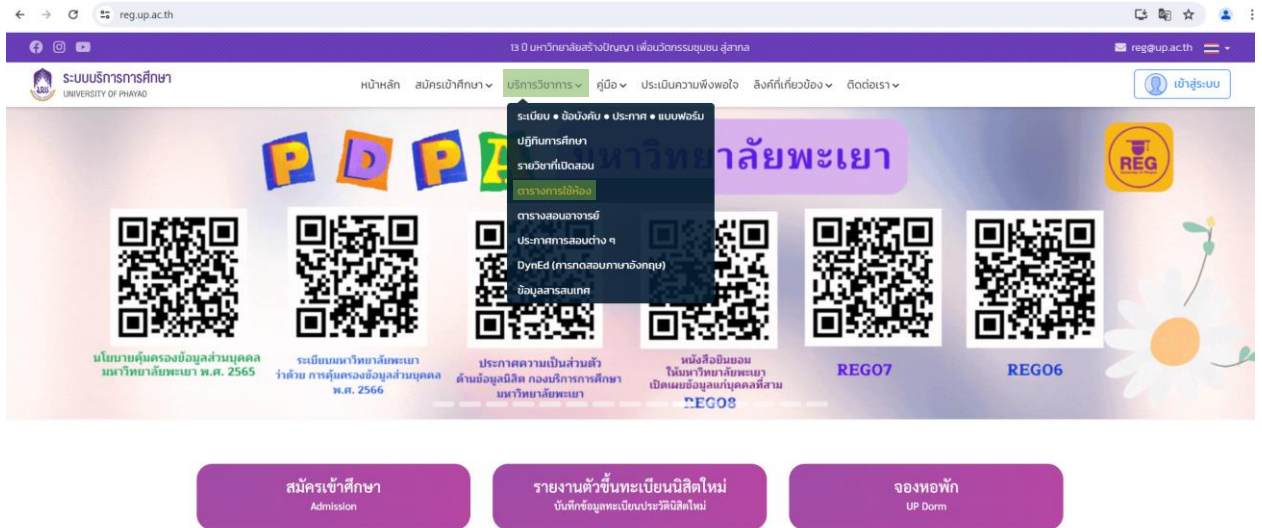 reg.up.ac.th
13 ปี มหาวิทยาลัยสร้างปัญญา เพื่อนวัตกรรมชุมชน สู่สากล
reg@up.ac.th
ระบบบริการการศึกษา
UNIVERSITY OF PHAYAO
หน้าหลัก สมัครเข้าศึกษา บริการวิชาการ คู่มือ ประเมินความพึงพอใจ ลิงค์ที่เกี่ยวข้อง ติดต่อเรา
เข้าสู่ระบบ
ระเบียบ ● ข้อบังคับ ● ประกาศ ● แบบฟอร์ม
ปฏิทินการศึกษา
รายวิชาที่เปิดสอน
ตารางการใช้ห้อง
ตารางสอนอาจารย์
ประกาศการสอบต่าง ๆ
DynEd (การทดสอบภาษาอังกฤษ)
ข้อมูลสารสนเทศ
PDPA มหาวิทยาลัยพะเยา
REG
นโยบายคุ้มครองข้อมูลส่วนบุคคล
มหาวิทยาลัยพะเยา พ.ศ. 2565
ระเบียบมหาวิทยาลัยพะเยา
ว่าด้วย การคุ้มครองข้อมูลส่วนบุคคล
พ.ศ. 2566
ประกาศความเป็นส่วนตัว
ด้านข้อมูลนิสิต กองบริการการศึกษา
มหาวิทยาลัยพะเยา
หนังสือยินยอม
ให้มหาวิทยาลัยพะเยา
เปิดเผยข้อมูลแก่บุคคลที่สาม
REGO8
REGO7
REGO6
สมัครเข้าศึกษา
Admission
รายงานตัวขึ้นทะเบียนนิสิตใหม่
บันทึกข้อมูลทะเบียนประวัตินิสิตใหม่
จองหอพัก
UP Dorm